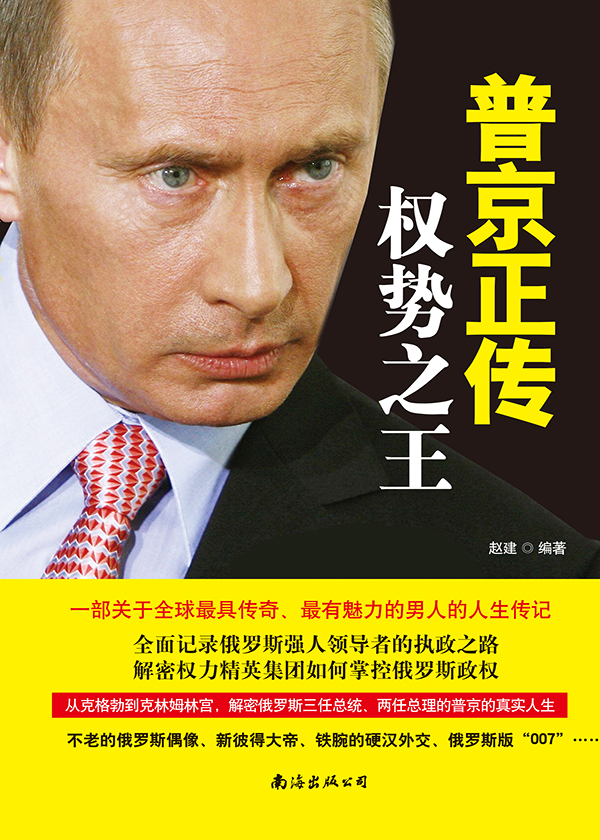 普京正传
权势之王
赵建 ◎ 编著
一部关于全球最具传奇、最有魅力的男人的人生传记
全面记录俄罗斯强人领导者的执政之路
解密权力精英集团如何掌控俄罗斯政权
从克格勃到克林姆林宫，解密俄罗斯三任总统、两任总理的普京的真实人生
不老的俄罗斯偶像、新彼得大帝、铁腕的硬汉外交、俄罗斯版“007”……
南海出版公司